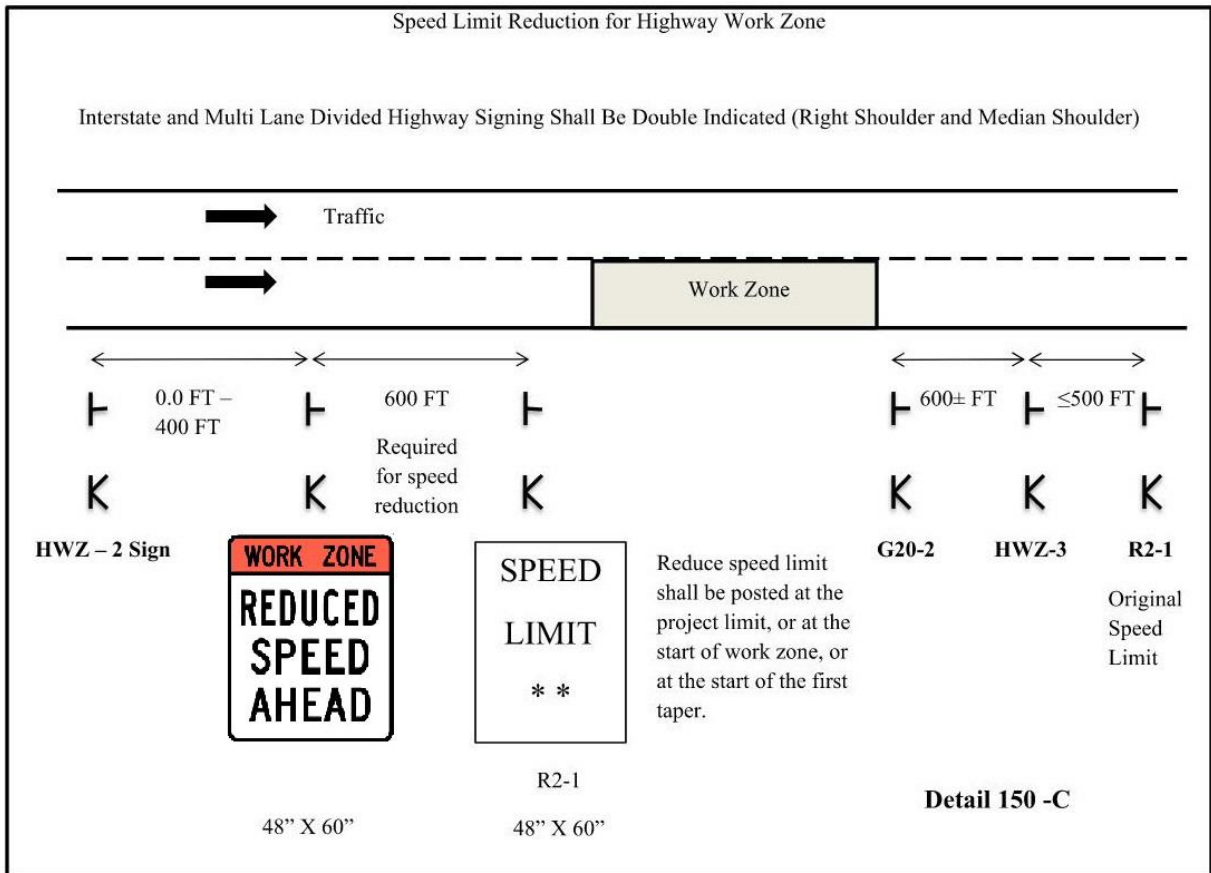 Speed Limit Reduction for Highway Work Zone
Interstate and Multi Lane Divided Highway Signing Shall Be Double Indicated (Right Shoulder and Median Shoulder)
Traffic
Work Zone
0.0 FT –
400 FT
600 FT
Required
for speed
reduction
600± FT
≤500 FT
HWZ – 2 Sign
WORK ZONE
REDUCED
SPEED
AHEAD
48” X 60”
SPEED
LIMIT
* *
R2-1
48” X 60”
Reduce speed limit
shall be posted at the
project limit, or at the
start of work zone, or
at the start of the first
taper.
G20-2
HWZ-3
R2-1
Original
Speed
Limit
Detail 150 -C